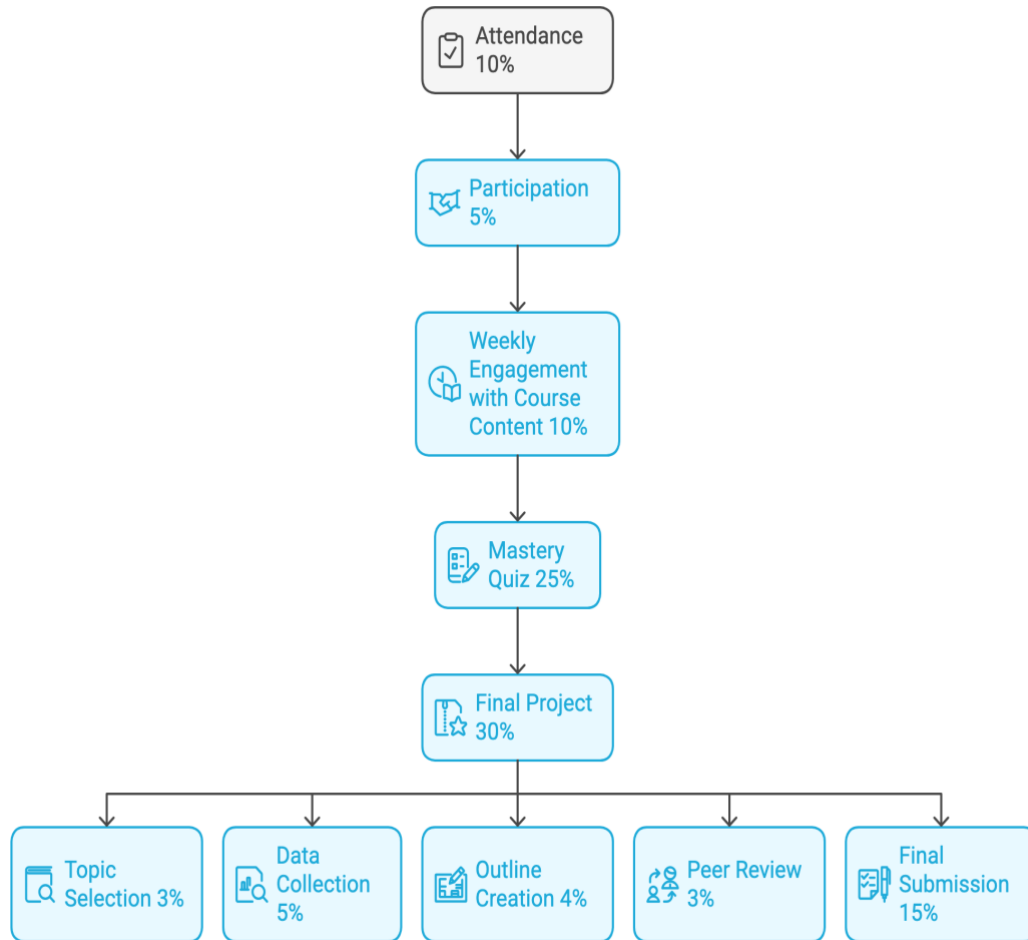 Attendance
10%
Participation
5%
Weekly
Engagement
with Course
Content 10%
Mastery
Quiz 25%
Final Project
30%
Topic
Selection 3%
Data
Collection
5%
Outline
Creation 4%
Peer Review
3%
Final
Submission
15%